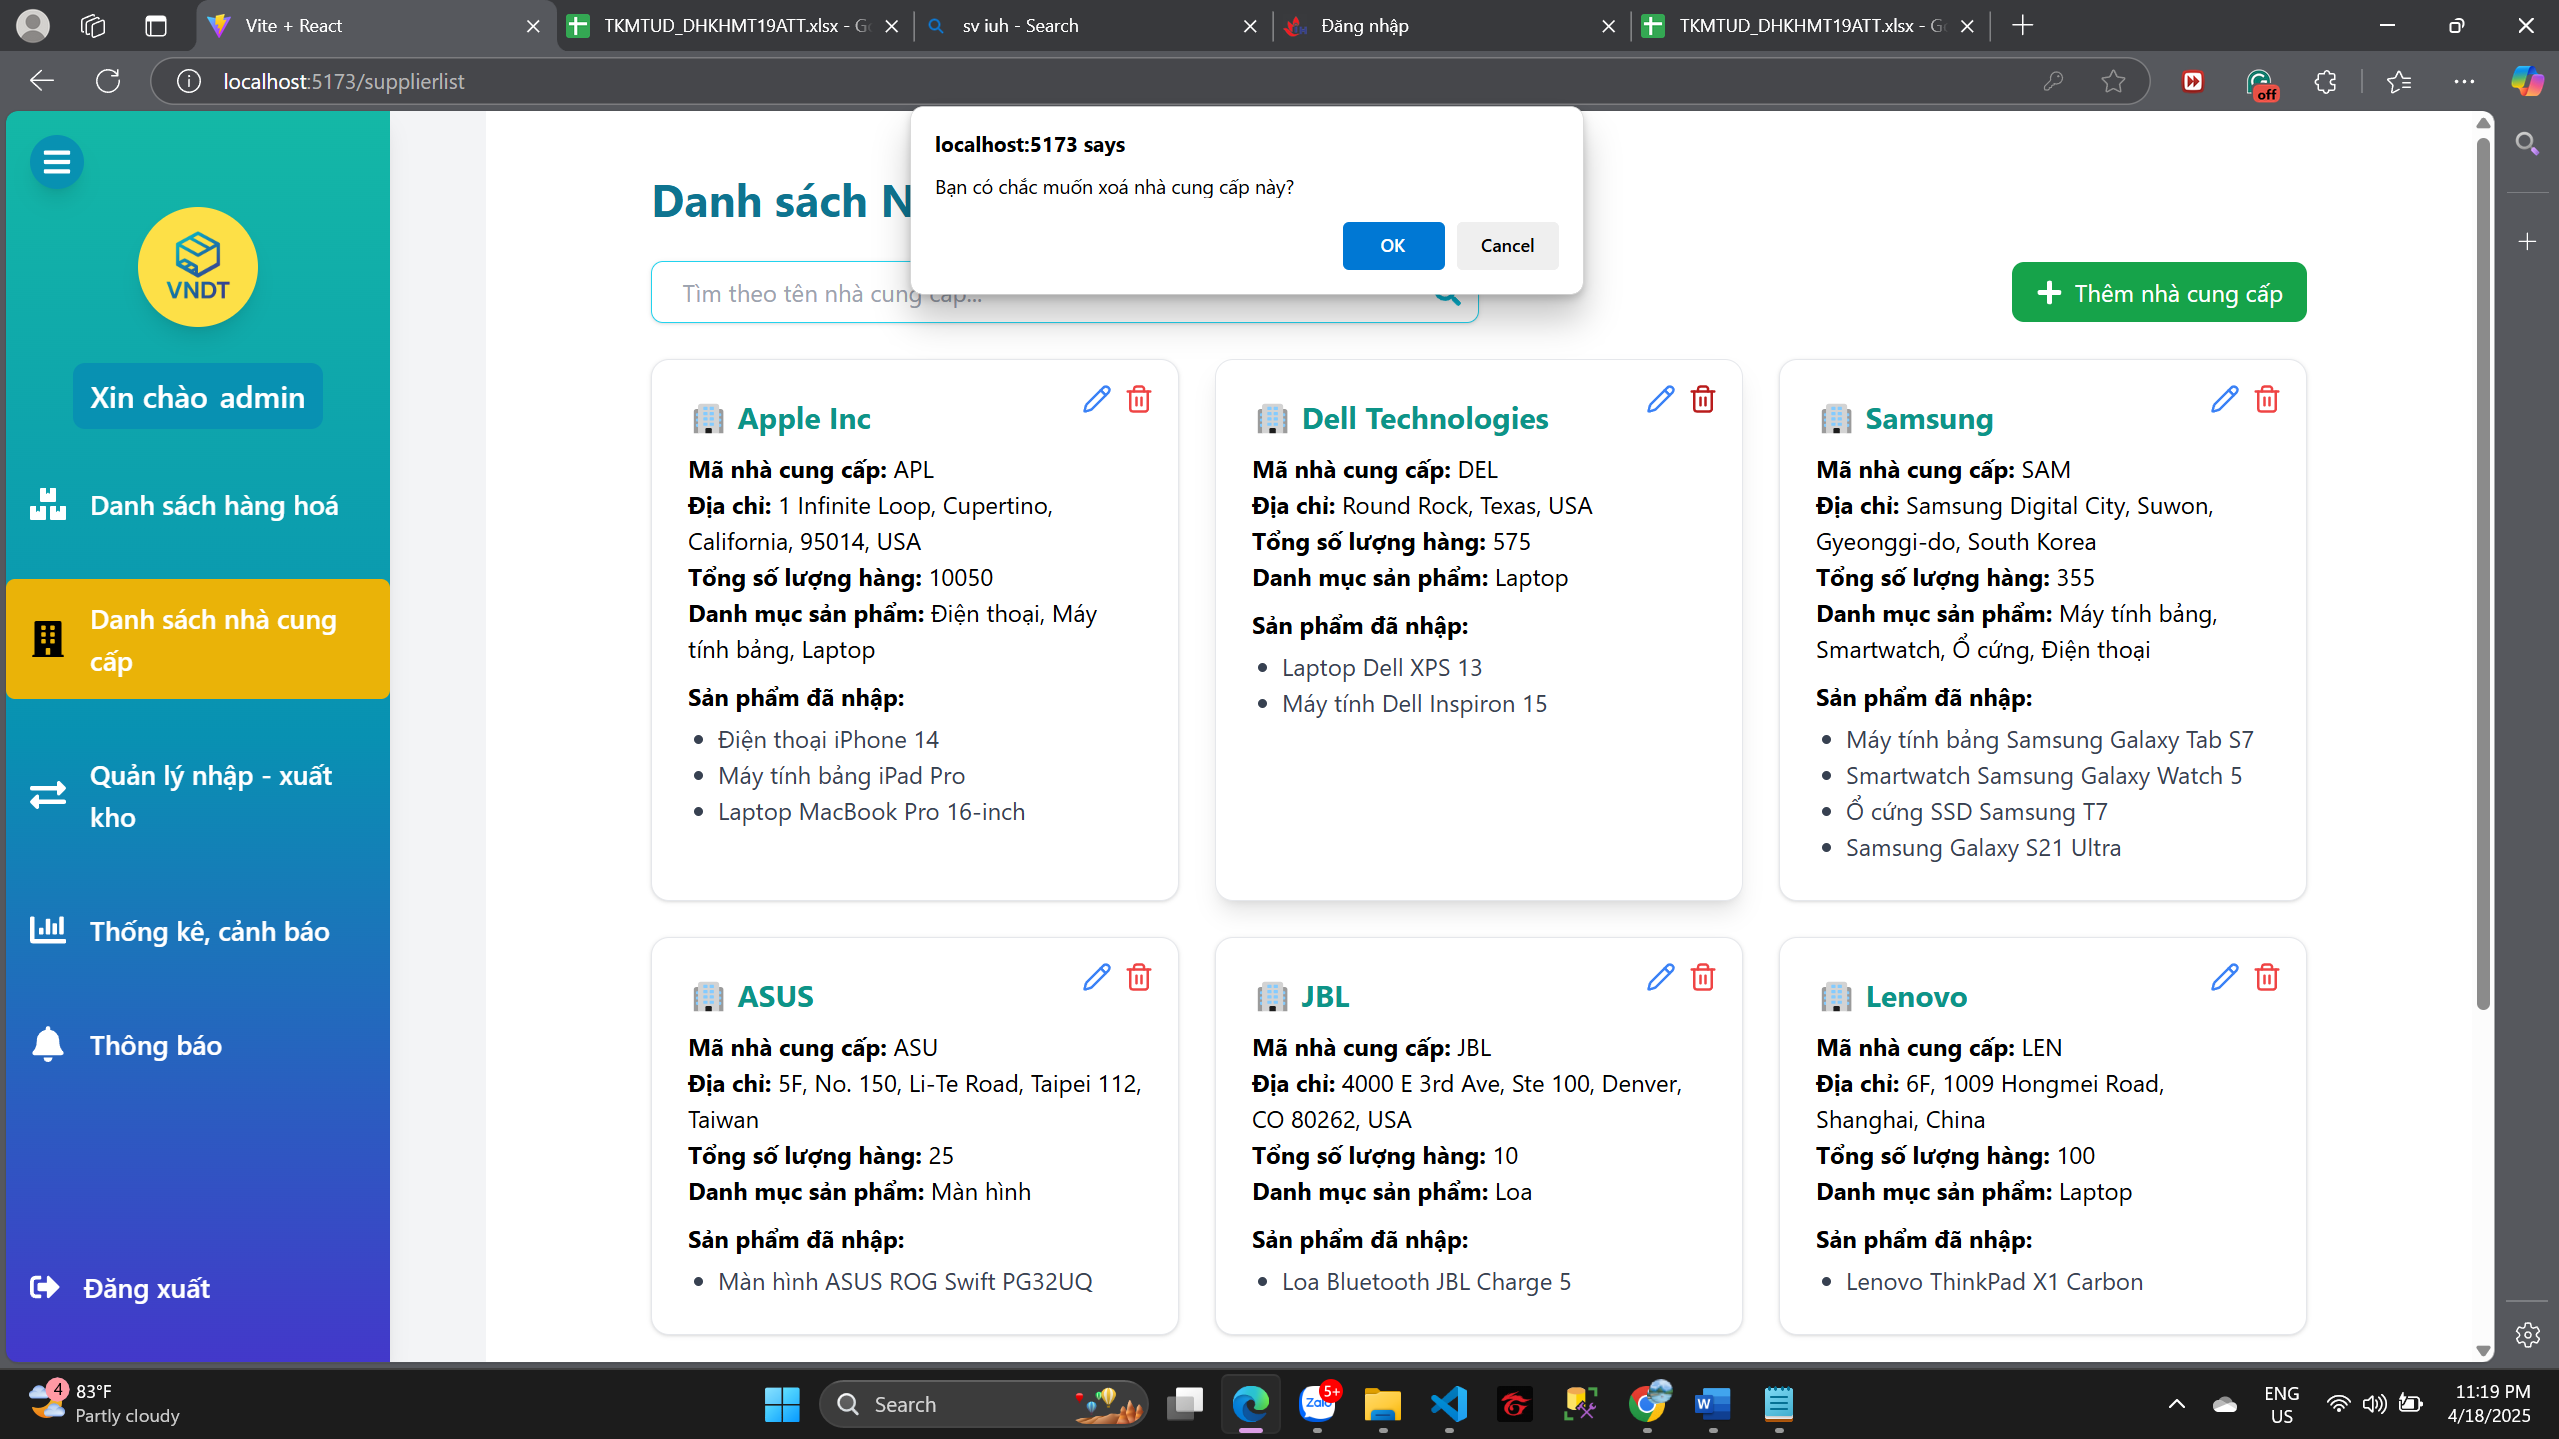 Vite + React
TKMTUD_DHKHMT19ATT.xlsx - G
sv iuh - Search
Đăng nhập
TKMTUD_DHKHMT19ATT.xlsx - G
localhost:5173/supplierlist
off
localhost:5173 says
Bạn có chắc muốn xoá nhà cung cấp này?
OK
Cancel
VNDT
Xin chào admin
Danh sách hàng hoá
Danh sách nhà cung
cấp
Quản lý nhập - xuất
kho
Thống kê, cảnh báo
Thông báo
Đăng xuất
Danh sách N
Tìm theo tên nhà cung cấp...
Thêm nhà cung cấp
Apple Inc
Mã nhà cung cấp: APL
Địa chỉ: 1 Infinite Loop, Cupertino,
California, 95014, USA
Tổng số lượng hàng: 10050
Danh mục sản phẩm: Điện thoại, Máy
tính bảng, Laptop
Sản phẩm đã nhập:
• Điện thoại iPhone 14
• Máy tính bảng iPad Pro
• Laptop MacBook Pro 16-inch
Dell Technologies
Mã nhà cung cấp: DEL
Địa chỉ: Round Rock, Texas, USA
Tổng số lượng hàng: 575
Danh mục sản phẩm: Laptop
Sản phẩm đã nhập:
• Laptop Dell XPS 13
• Máy tính Dell Inspiron 15
Samsung
Mã nhà cung cấp: SAM
Địa chỉ: Samsung Digital City, Suwon,
Gyeonggi-do, South Korea
Tổng số lượng hàng: 355
Danh mục sản phẩm: Máy tính bảng,
Smartwatch, Ổ cứng, Điện thoại
Sản phẩm đã nhập:
• Máy tính bảng Samsung Galaxy Tab S7
• Smartwatch Samsung Galaxy Watch 5
• Ổ cứng SSD Samsung T7
• Samsung Galaxy S21 Ultra
ASUS
Mã nhà cung cấp: ASU
Địa chỉ: 5F, No. 150, Li-Te Road, Taipei 112,
Taiwan
Tổng số lượng hàng: 25
Danh mục sản phẩm: Màn hình
Sản phẩm đã nhập:
• Màn hình ASUS ROG Swift PG32UQ
JBL
Mã nhà cung cấp: JBL
Địa chỉ: 4000 E 3rd Ave, Ste 100, Denver,
CO 80262, USA
Tổng số lượng hàng: 10
Danh mục sản phẩm: Loa
Sản phẩm đã nhập:
• Loa Bluetooth JBL Charge 5
Lenovo
Mã nhà cung cấp: LEN
Địa chỉ: 6F, 1009 Hongmei Road,
Shanghai, China
Tổng số lượng hàng: 100
Danh mục sản phẩm: Laptop
Sản phẩm đã nhập:
• Lenovo ThinkPad X1 Carbon
4
83°F
Partly cloudy
Search
Zalo
5+
W
ENG
US
11:19 PM
4/18/2025